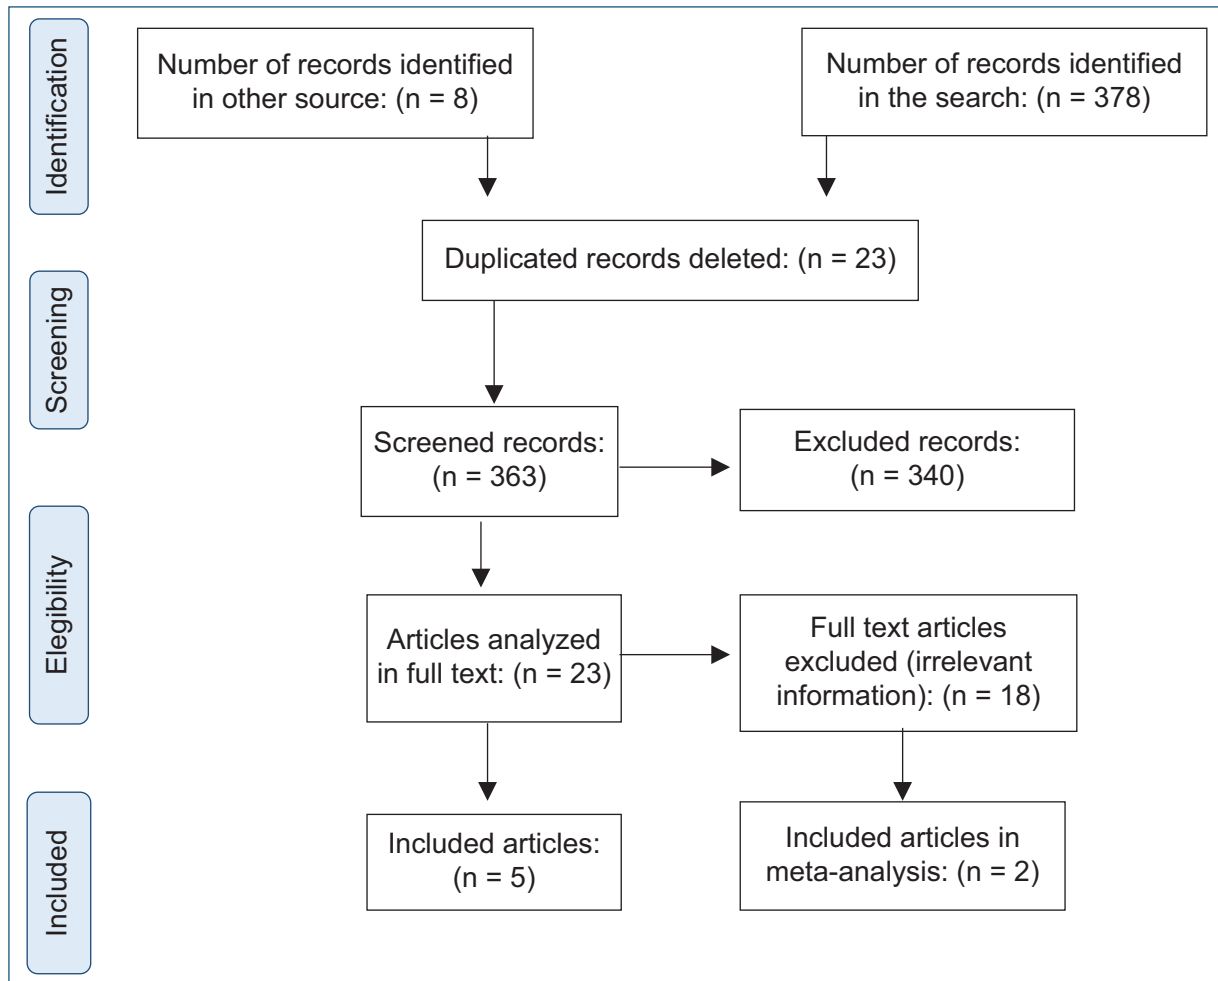 Identification
Number of records identified
in other source: (n = 8)
Number of records identified
in the search: (n = 378)
Duplicated records deleted: (n = 23)
Screening
Screened records:
(n = 363)
Excluded records:
(n = 340)
Elegibility
Articles analyzed
in full text: (n = 23)
Full text articles
excluded (irrelevant
information): (n = 18)
Included
Included articles:
(n = 5)
Included articles in
meta-analysis: (n = 2)